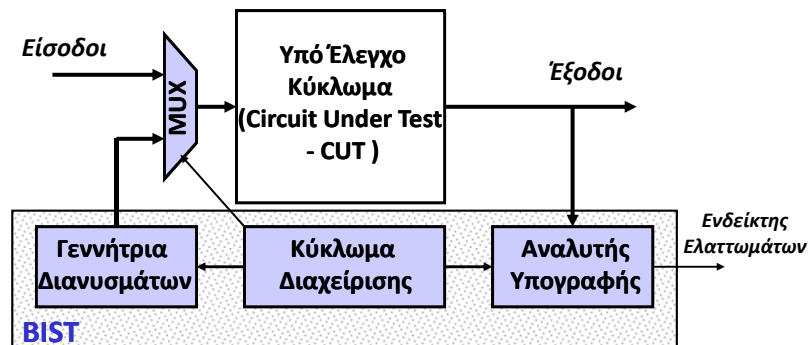 Είσοδοι
MUX
Υπό Έλεγχο
Κύκλωμα
(Circuit Under Test
- CUT )
Έξοδοι
Γεννήτρια
Διανυσμάτων
Κύκλωμα
Διαχείρισης
Αναλυτής
Υπογραφής
Ενδείκτης
Ελαττωμάτων
BIST